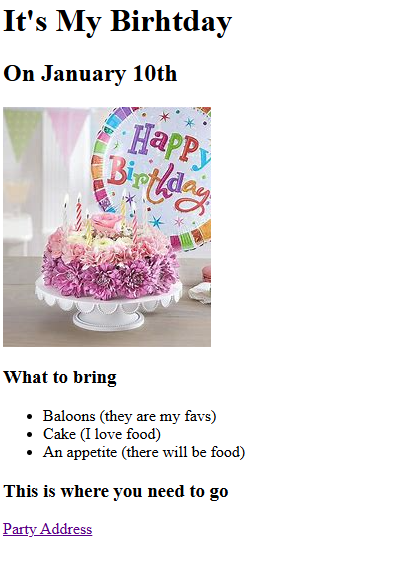 It's My Birhtday
On January 10th
Happy
Birthday
What to bring
Baloons (they are my favs)
Cake (I love food)
An appetite (there will be food)
This is where you need to go
Party Address